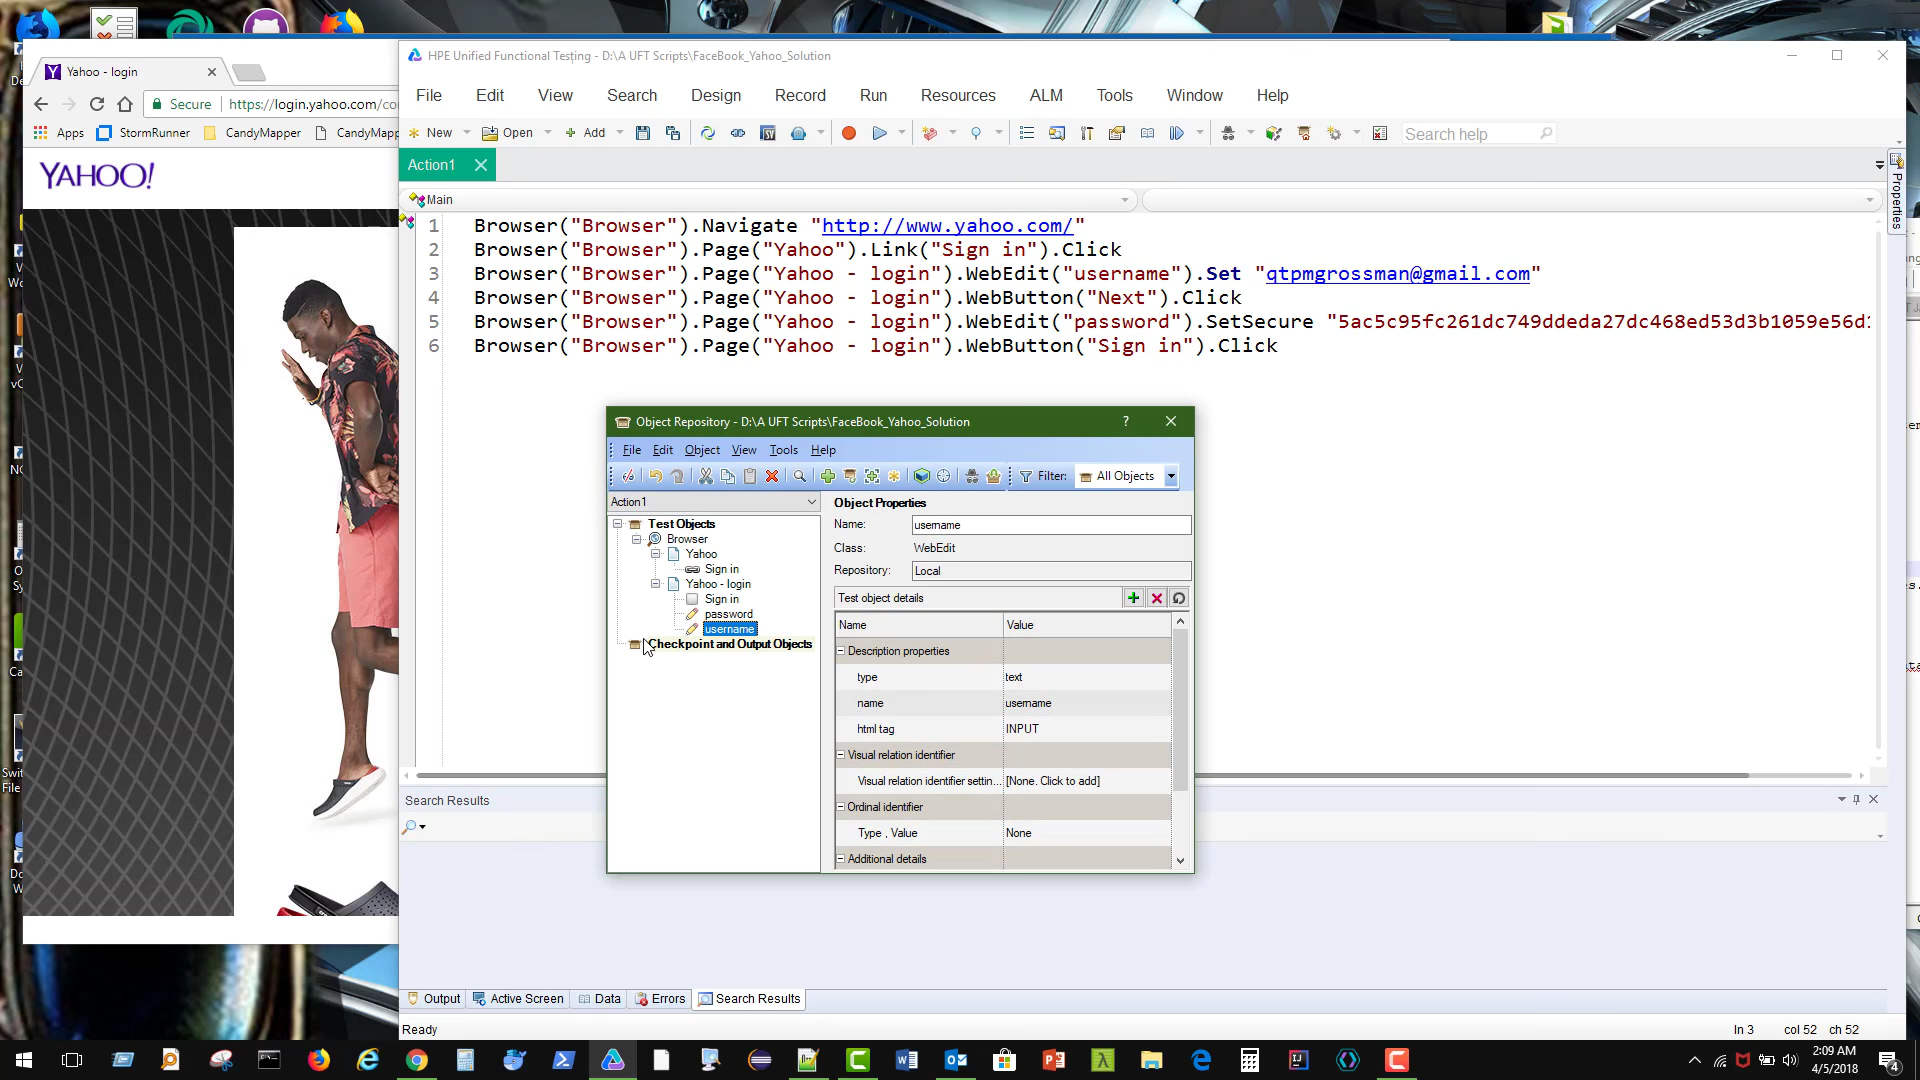 Yahoo - login
Secure
https://login.yahoo.com/co
Apps
StormRunner
CandyMapper
CandyMapp
YAHOO!
HPE Unified Functional Testing - D:\A UFT Scripts\FaceBook_Yahoo_Solution
File Edit View Search Design Record Run Resources ALM Tools Window Help
New Open Add Search help
Action1
Properties
Main
1 Browser("Browser").Navigate "http://www.yahoo.com/"
2 Browser("Browser").Page("Yahoo").Link("Sign in").Click
3 Browser("Browser").Page("Yahoo - login").WebEdit("username").Set "qtpmgrossman@gmail.com"
4 Browser("Browser").Page("Yahoo - login").WebButton("Next").Click
5 Browser("Browser").Page("Yahoo - login").WebEdit("password").SetSecure "5ac5c95fc261dc749ddeda27dc468ed53d3b1059e56d1
6 Browser("Browser").Page("Yahoo - login").WebButton("Sign in").Click
Object Repository - D:\A UFT Scripts\FaceBook_Yahoo_Solution
File Edit Object View Tools Help
Filter: All Objects
Action1
Test Objects
Browser
Yahoo
Sign in
Yahoo - login
Sign in
password
username
Checkpoint and Output Objects
Object Properties
Name: username
Class: WebEdit
Repository: Local
Test object details
Name Value
Description properties
type text
name username
html tag INPUT
Visual relation identifier
Visual relation identifier settin... [None. Click to add]
Ordinal identifier
Type , Value None
Additional details
Search Results
Output Active Screen Data Errors Search Results
Ready
In 3 col 52 ch 52
2:09 AM
4/5/2018
4